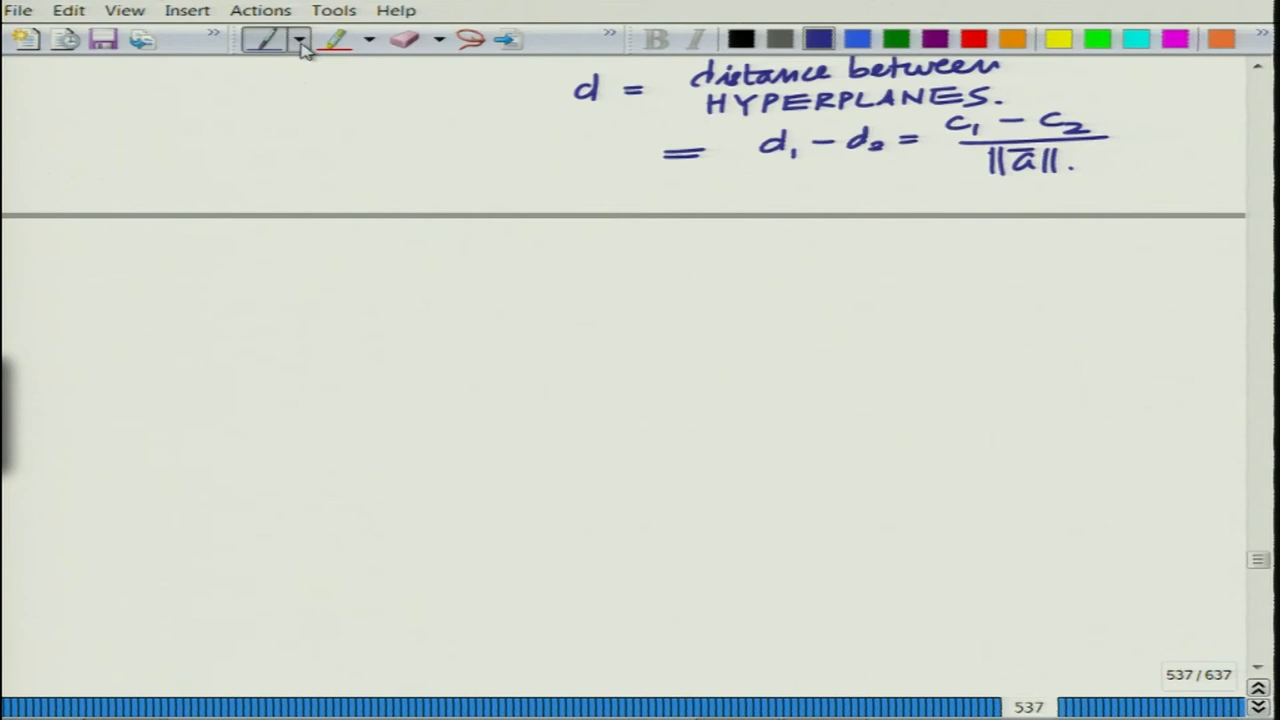 File Edit View Insert Actions Tools Help
B I
d = distance between
HYPERPLANES.
= d₁ - d₂ = c₁ - c₂ / ||a̅||.
537 / 637
537